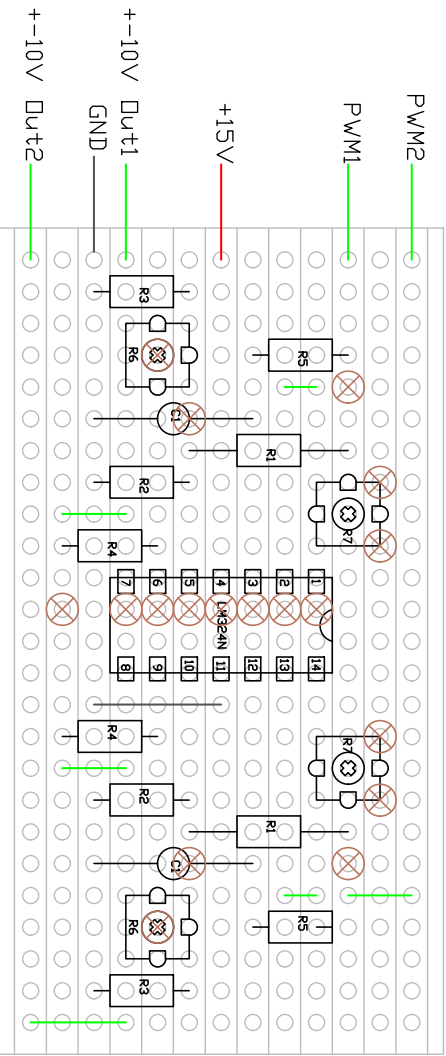 +-10V Out2
GND
+-10V Out1
+15V
PWM1
PWM2
R3
R6
R5
C1
R1
R2
R7
R4
7
6
5
4
3
2
1
LM324N
8
9
10
11
12
13
14
R4
R7
R2
R1
C1
R6
R5
R3